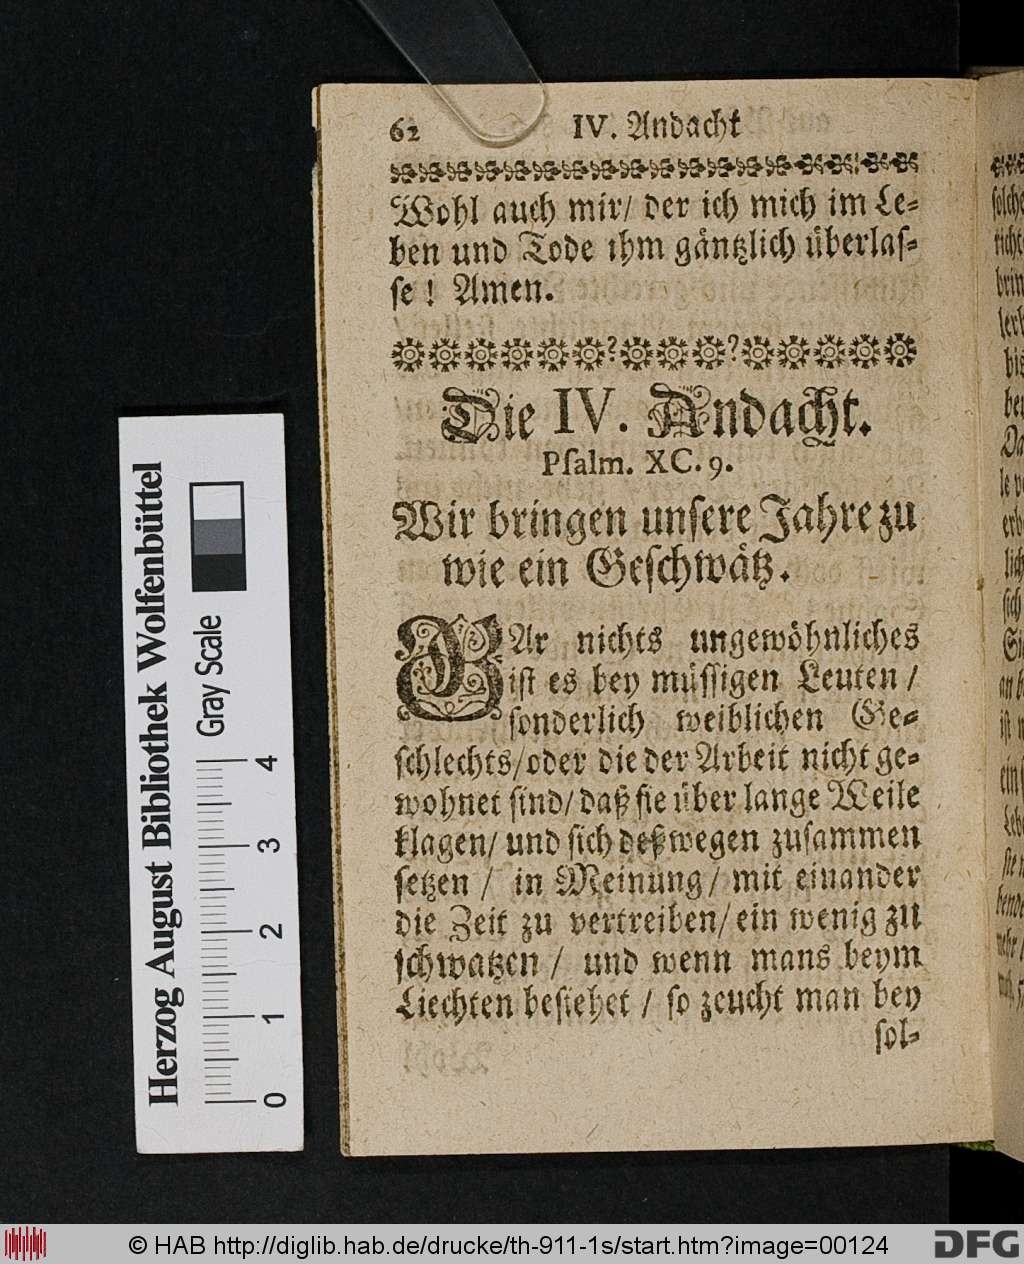 62 IV. Andacht
Wohl auch mir/ der ich mich im Le-
ben und Tode ihm gäntzlich überlas-
se! Amen.
Die IV. Andacht.
Psalm. XC. 9.
Wir bringen unsere Jahre zu
wie ein Geschwätz.
GAr nichts ungewöhnliches
ist es bey müssigen Leuten/
sonderlich weiblichen Ge-
schlechts/ oder die der Arbeit nicht ge-
wohnet sind/ daß sie über lange Weile
klagen/ und sich deßwegen zusammen
setzen/ in Meinung/ mit einander
die Zeit zu vertreiben/ ein wenig zu
schwatzen/ und wenn mans beym
Liechten besiehet/ so zeucht man bey
sol-
Herzog August Bibliothek Wolfenbüttel
Gray Scale
0 1 2 3 4
© HAB http://diglib.hab.de/drucke/th-911-1s/start.htm?image=00124
DFG